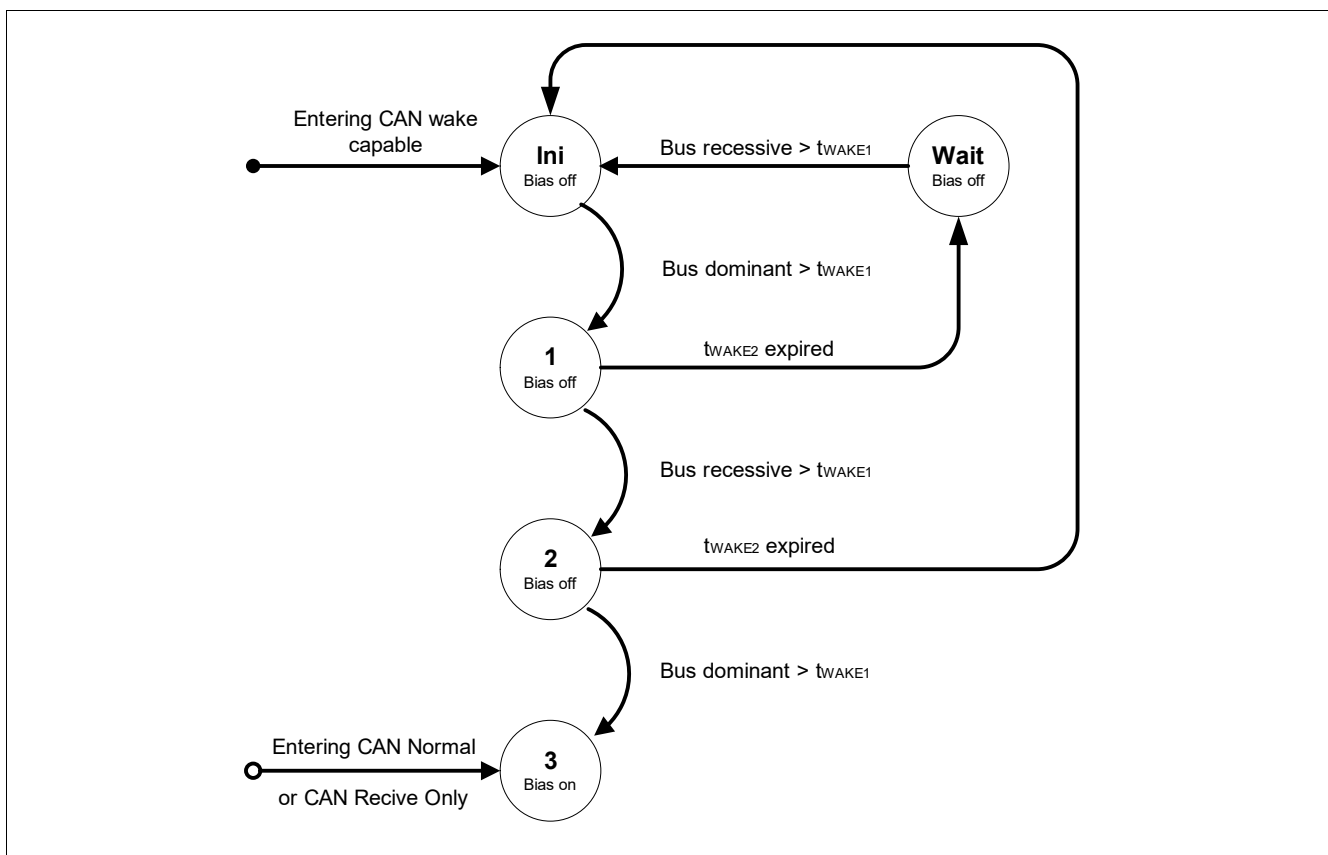 Entering CAN wake
capable
Ini
Bias off
Bus recessive > tWAKE1
Wait
Bias off
Bus dominant > tWAKE1
1
Bias off
tWAKE2 expired
Bus recessive > tWAKE1
2
Bias off
tWAKE2 expired
Bus dominant > tWAKE1
Entering CAN Normal
or CAN Recive Only
3
Bias on